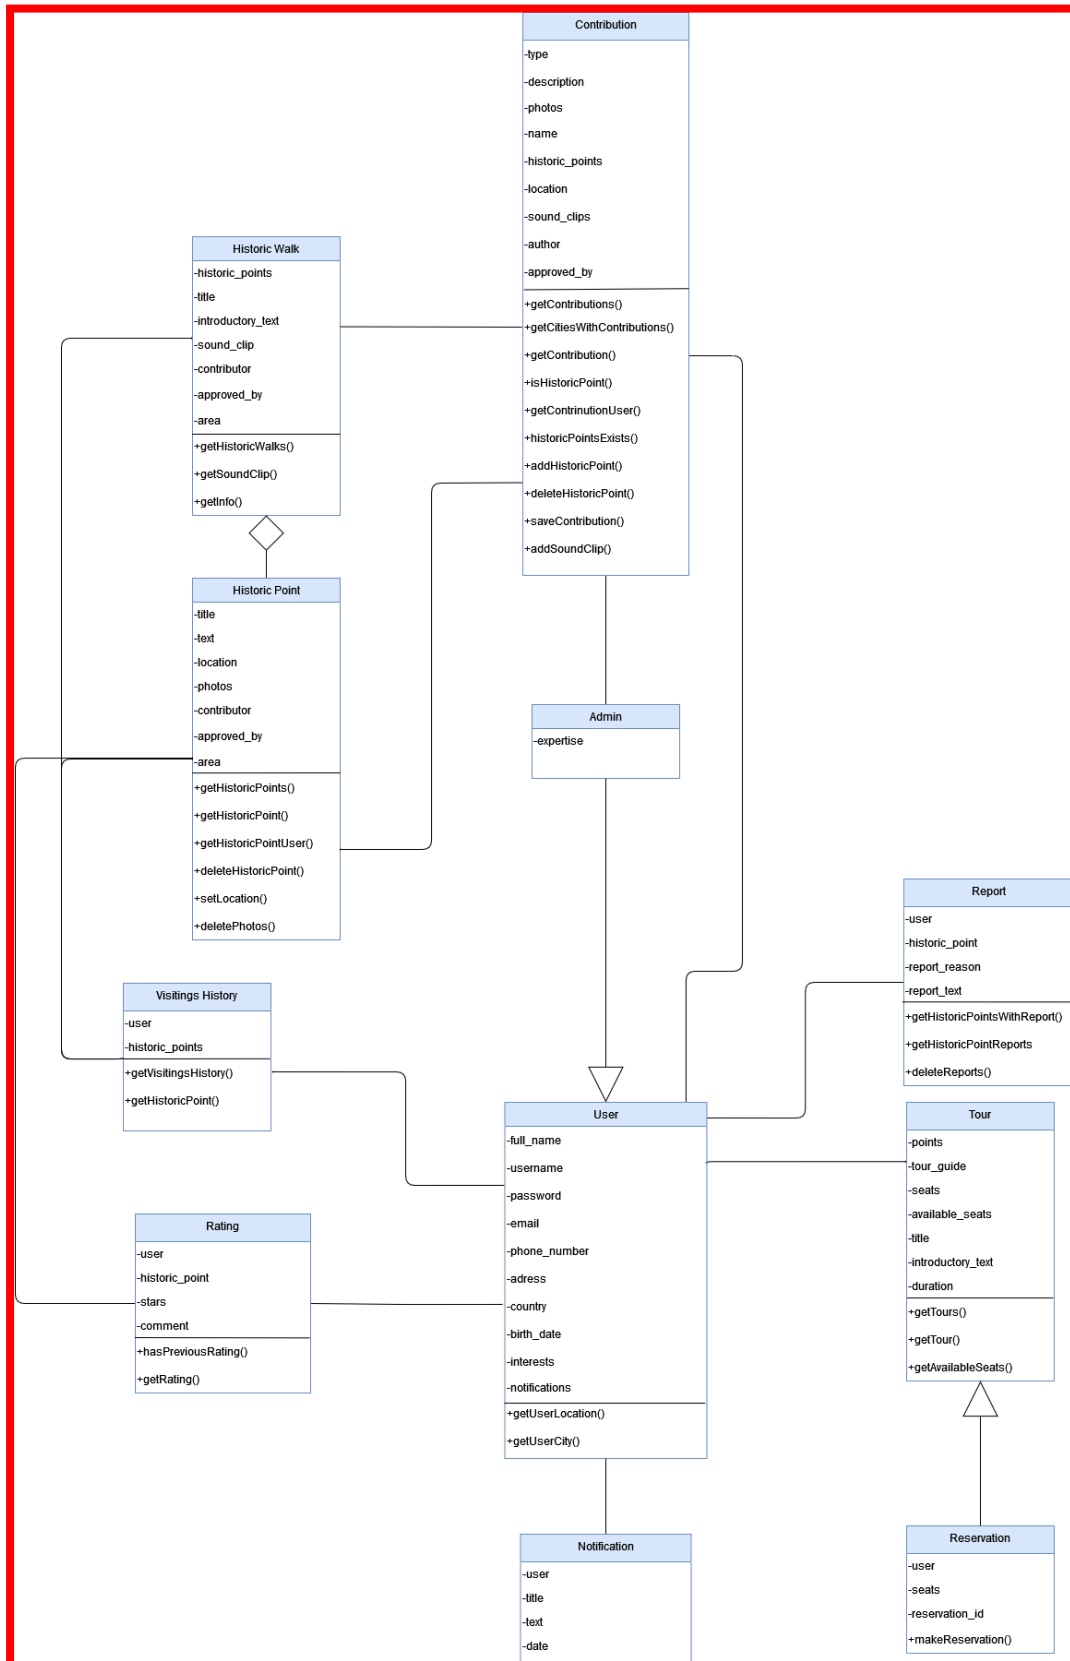 Contribution
-type
-description
-photos
-name
-historic_points
-location
-sound_clips
-author
-approved_by
+getContributions()
+getCitiesWithContributions()
+getContribution()
+isHistoricPoint()
+getContrinutionUser()
+historicPointsExists()
+addHistoricPoint()
+deleteHistoricPoint()
+saveContribution()
+addSoundClip()
Historic Walk
-historic_points
-title
-introductory_text
-sound_clip
-contributor
-approved_by
-area
+getHistoricWalks()
+getSoundClip()
+getInfo()
Historic Point
-title
-text
-location
-photos
-contributor
-approved_by
-area
+getHistoricPoints()
+getHistoricPoint()
+getHistoricPointUser()
+deleteHistoricPoint()
+setLocation()
+deletePhotos()
Admin
-expertise
Report
-user
-historic_point
-report_reason
-report_text
+getHistoricPointsWithReport()
+getHistoricPointReports
+deleteReports()
Visitings History
-user
-historic_points
+getVisitingsHistory()
+getHistoricPoint()
User
-full_name
-username
-password
-email
-phone_number
-adress
-country
-birth_date
-interests
-notifications
+getUserLocation()
+getUserCity()
Tour
-points
-tour_guide
-seats
-available_seats
-title
-introductory_text
-duration
+getTours()
+getTour()
+getAvailableSeats()
Rating
-user
-historic_point
-stars
-comment
+hasPreviousRating()
+getRating()
Notification
-user
-title
-text
-date
Reservation
-user
-seats
-reservation_id
+makeReservation()